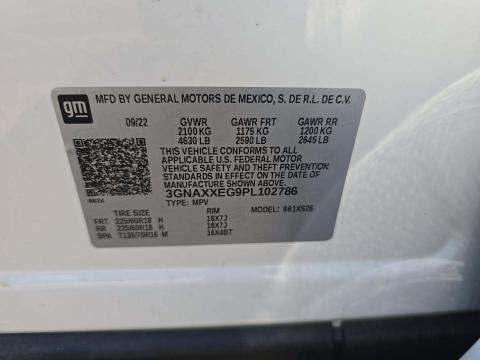 gm
MFD BY GENERAL MOTORS DE MEXICO, S. DE R.L. DE C.V.
09/22 GVWR GAWR FRT GAWR RR
2100 KG 1175 KG 1200 KG
4630 LB 2590 LB 2645 LB
THIS VEHICLE CONFORMS TO ALL
APPLICABLE U.S. FEDERAL MOTOR
VEHICLE SAFETY AND THEFT PREVENTION
STANDARDS IN EFFECT ON THE DATE OF
MANUFACTURE SHOWN ABOVE.
3GNAXXEG9PL102786
TYPE: MPV MODEL: 661XS26
TIRE SIZE RIM
FRT 225/60R18 H 18X7J
RR 225/60R18 H 18X7J
SPA T135/70R16 M 16X4BT